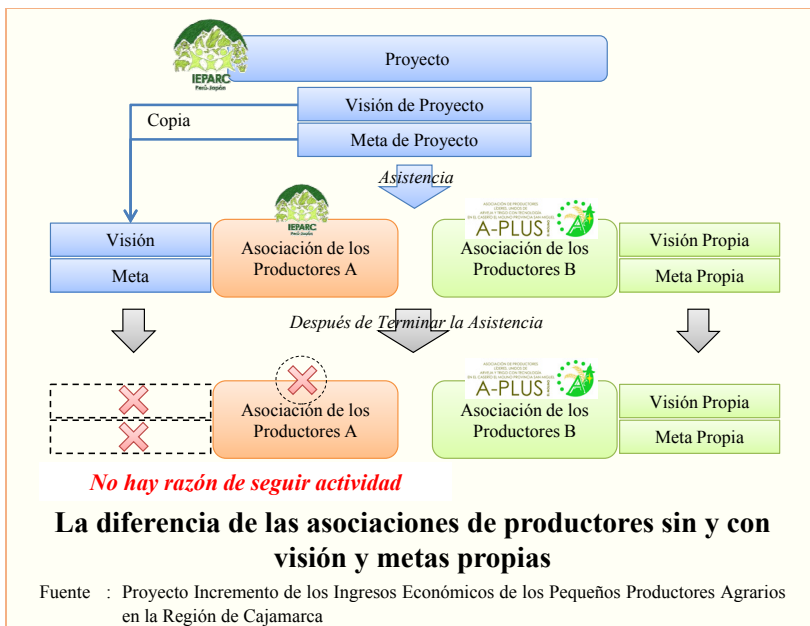 IEPARC
Perú-Japón
Proyecto
Visión de Proyecto
Copia
Meta de Proyecto
Asistencia
IEPARC
Perú-Japón
A-PLUS
Visión
Asociación de los
Productores A
Asociación de los
Productores B
Visión Propia
Meta
Meta Propia
Después de Terminar la Asistencia
A-PLUS
Asociación de los
Productores A
Asociación de los
Productores B
Visión Propia
Meta Propia
No hay razón de seguir actividad
La diferencia de las asociaciones de productores sin y con
visión y metas propias
Fuente : Proyecto Incremento de los Ingresos Económicos de los Pequeños Productores Agrarios
en la Región de Cajamarca